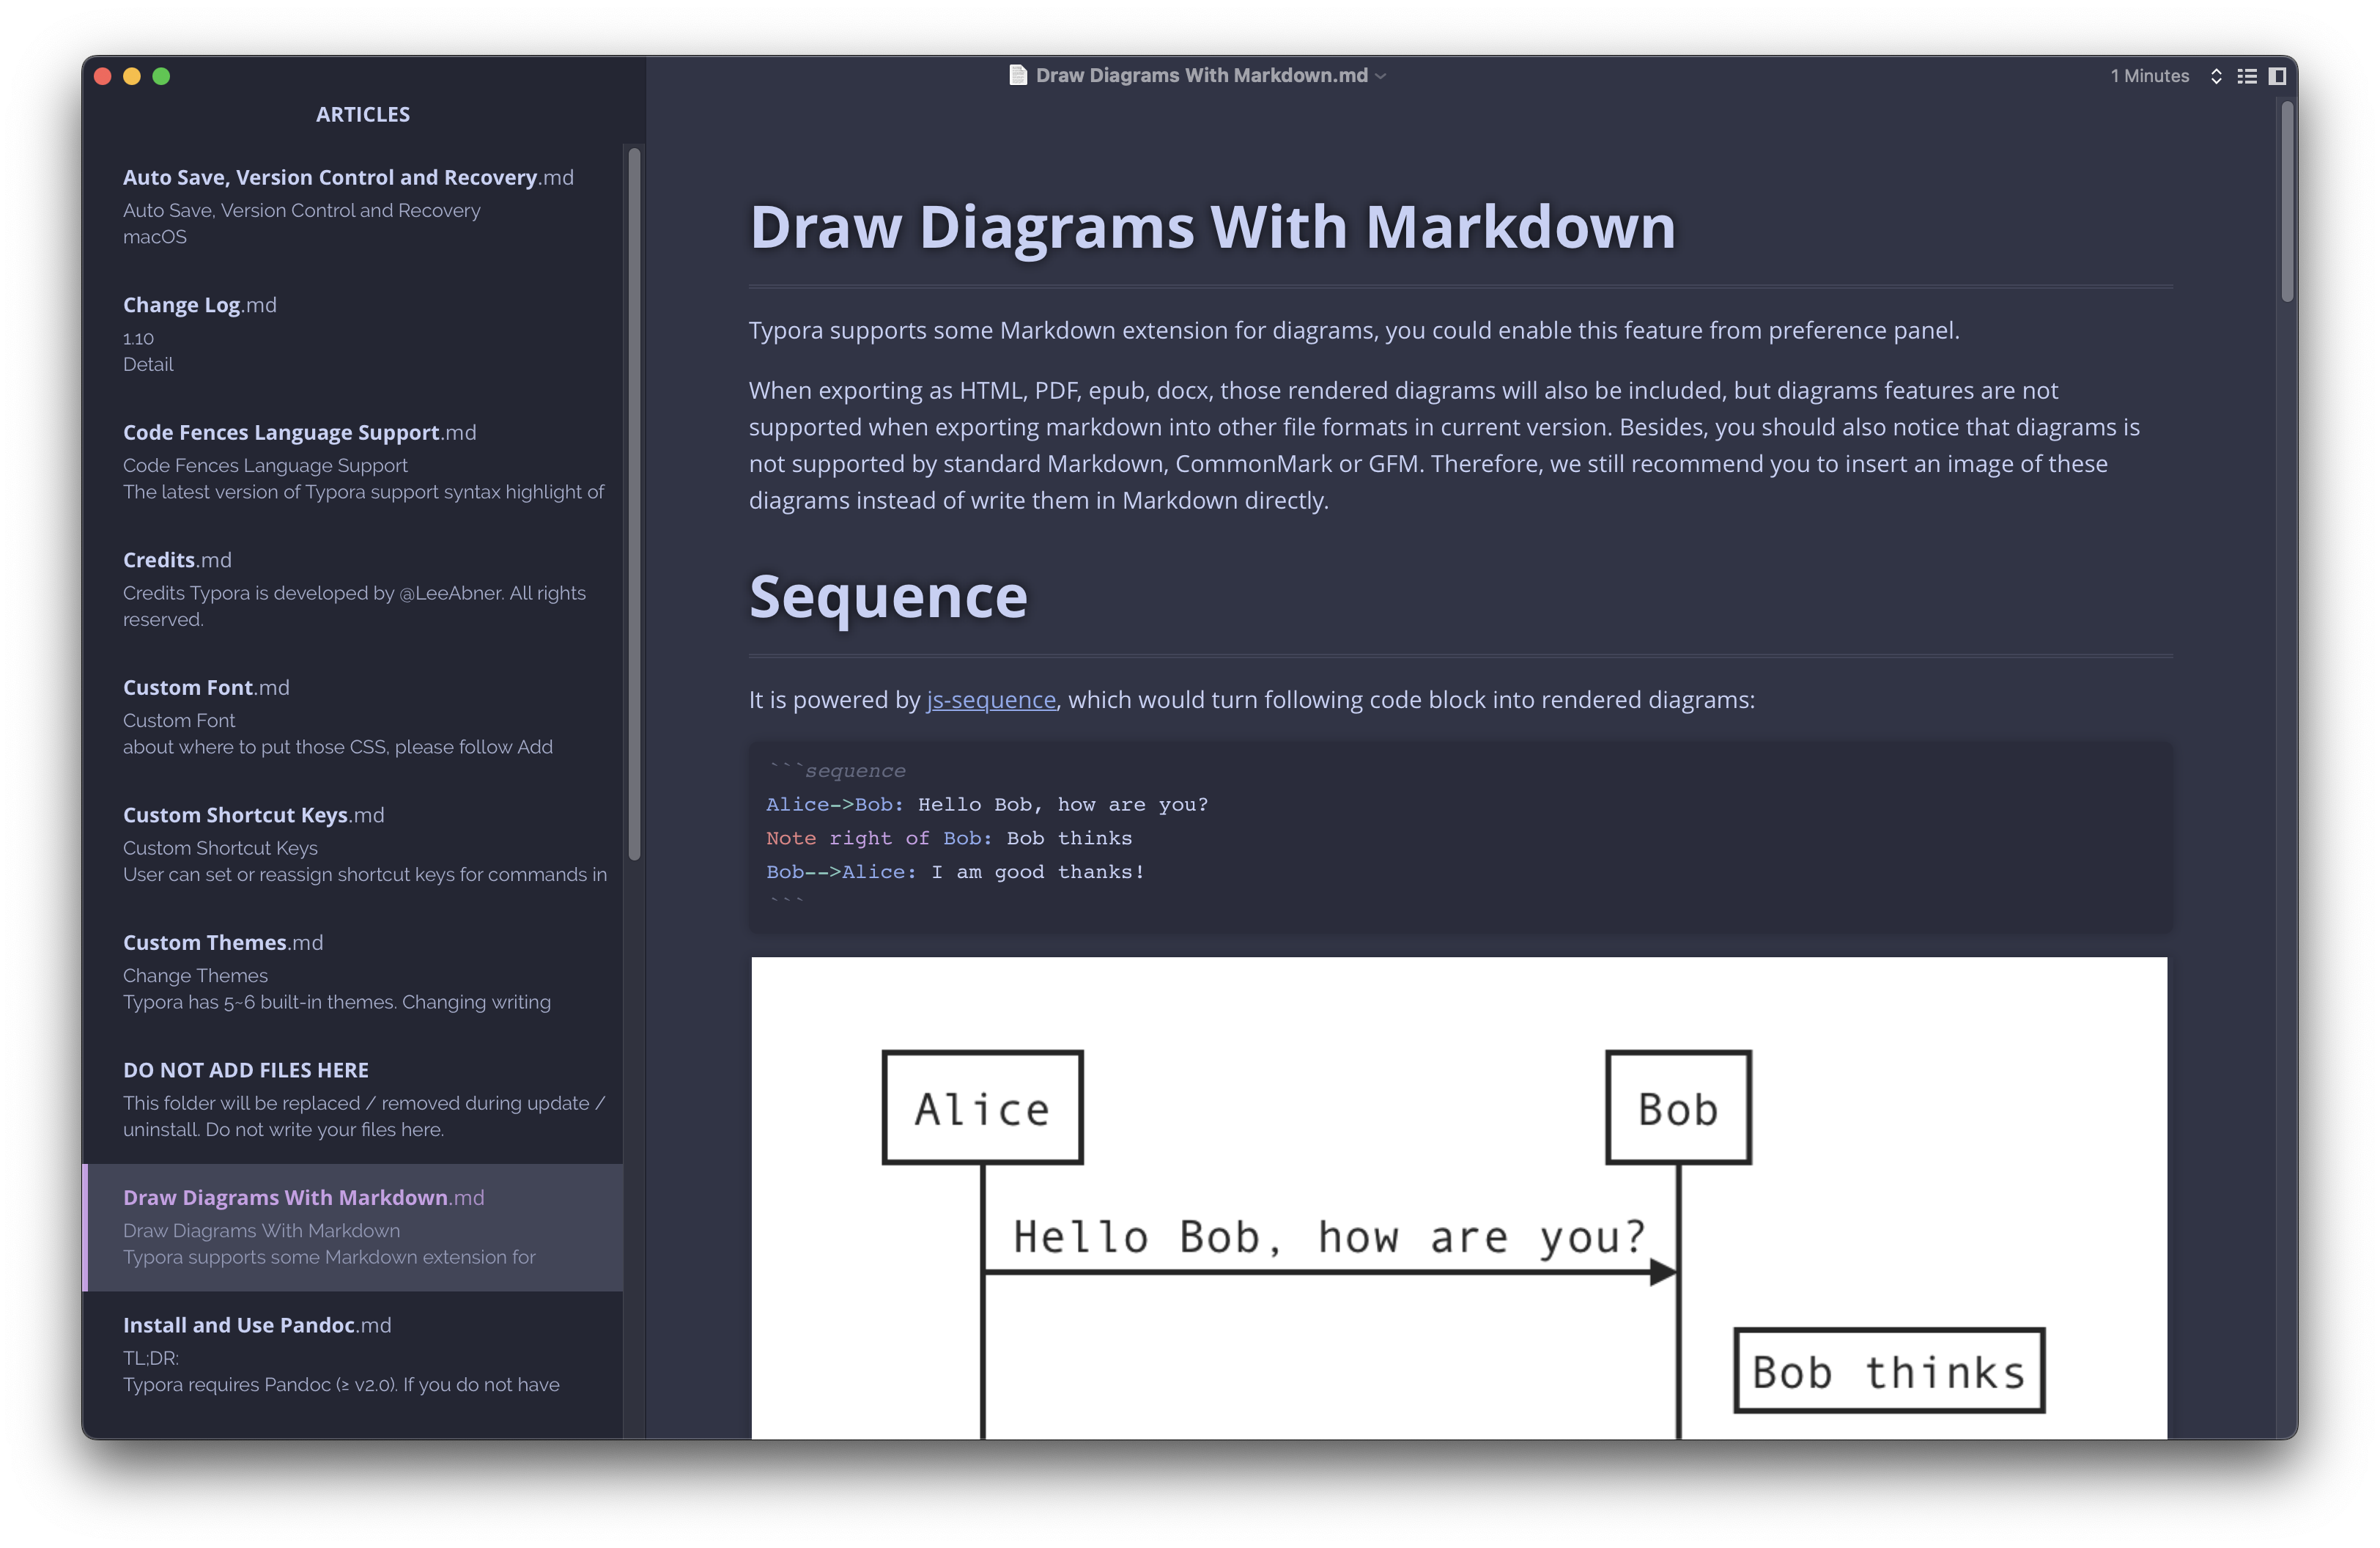 Draw Diagrams With Markdown.md
1 Minutes
ARTICLES
Auto Save, Version Control and Recovery.md
Auto Save, Version Control and Recovery
macOS
Change Log.md
1.10
Detail
Code Fences Language Support.md
Code Fences Language Support
The latest version of Typora support syntax highlight of
Credits.md
Credits Typora is developed by @LeeAbner. All rights
reserved.
Custom Font.md
Custom Font
about where to put those CSS, please follow Add
Custom Shortcut Keys.md
Custom Shortcut Keys
User can set or reassign shortcut keys for commands in
Custom Themes.md
Change Themes
Typora has 5~6 built-in themes. Changing writing
DO NOT ADD FILES HERE
This folder will be replaced / removed during update /
uninstall. Do not write your files here.
Draw Diagrams With Markdown.md
Draw Diagrams With Markdown
Typora supports some Markdown extension for
Install and Use Pandoc.md
TL;DR:
Typora requires Pandoc (≥ v2.0). If you do not have
Draw Diagrams With Markdown
Typora supports some Markdown extension for diagrams, you could enable this feature from preference panel.
When exporting as HTML, PDF, epub, docx, those rendered diagrams will also be included, but diagrams features are not
supported when exporting markdown into other file formats in current version. Besides, you should also notice that diagrams is
not supported by standard Markdown, CommonMark or GFM. Therefore, we still recommend you to insert an image of these
diagrams instead of write them in Markdown directly.
Sequence
It is powered by js-sequence, which would turn following code block into rendered diagrams:
```sequence
Alice->Bob: Hello Bob, how are you?
Note right of Bob: Bob thinks
Bob-->Alice: I am good thanks!
```
Alice
Bob
Hello Bob, how are you?
Bob thinks